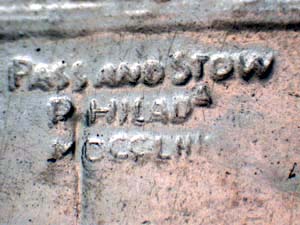 PASS AND STOW
PHILADᴬ
MDCCLIII